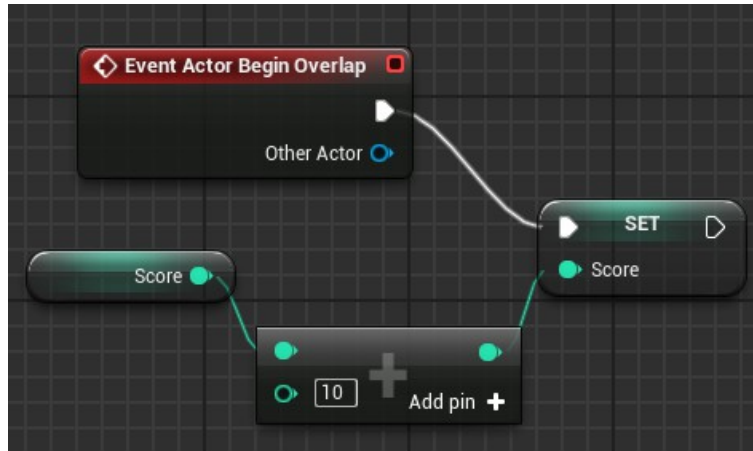 Event Actor Begin Overlap
Other Actor
SET
Score
Score
10
Add pin